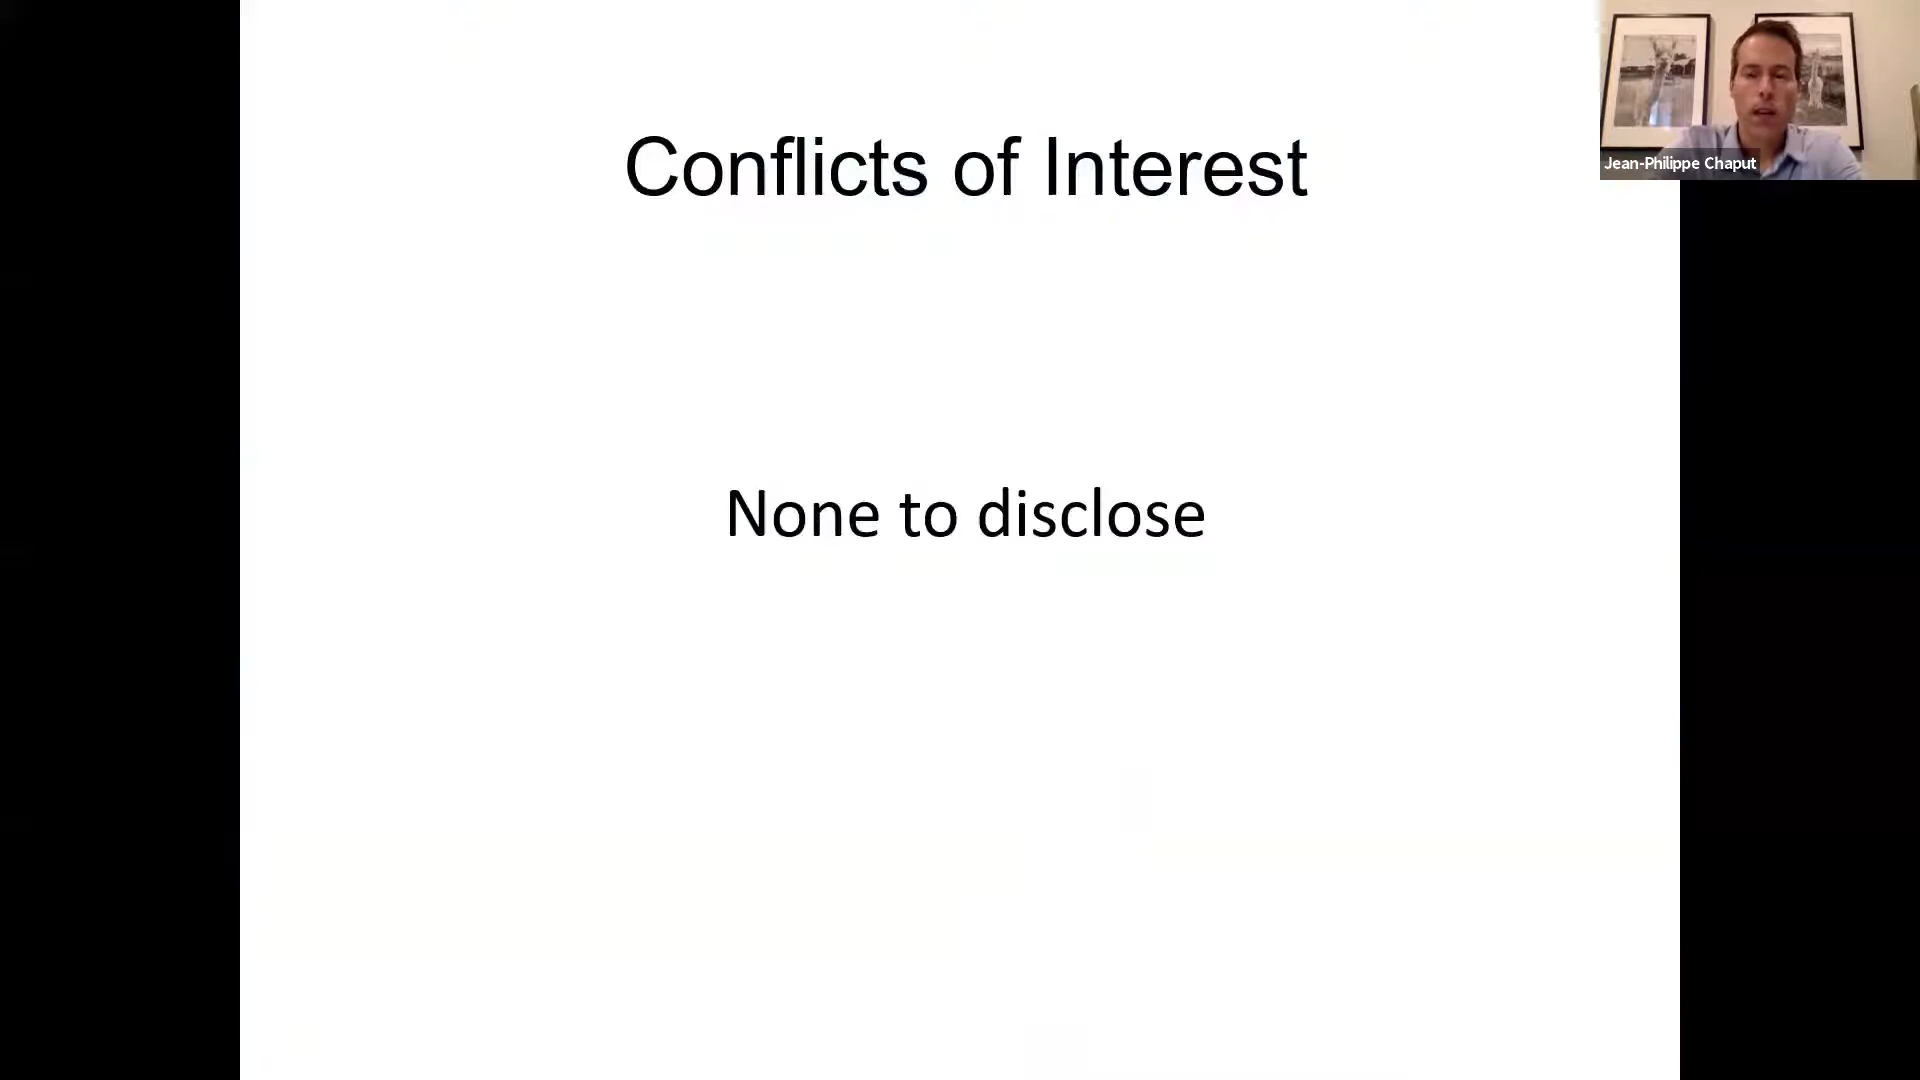 Conflicts of Interest
Jean-Philippe Chaput
None to disclose